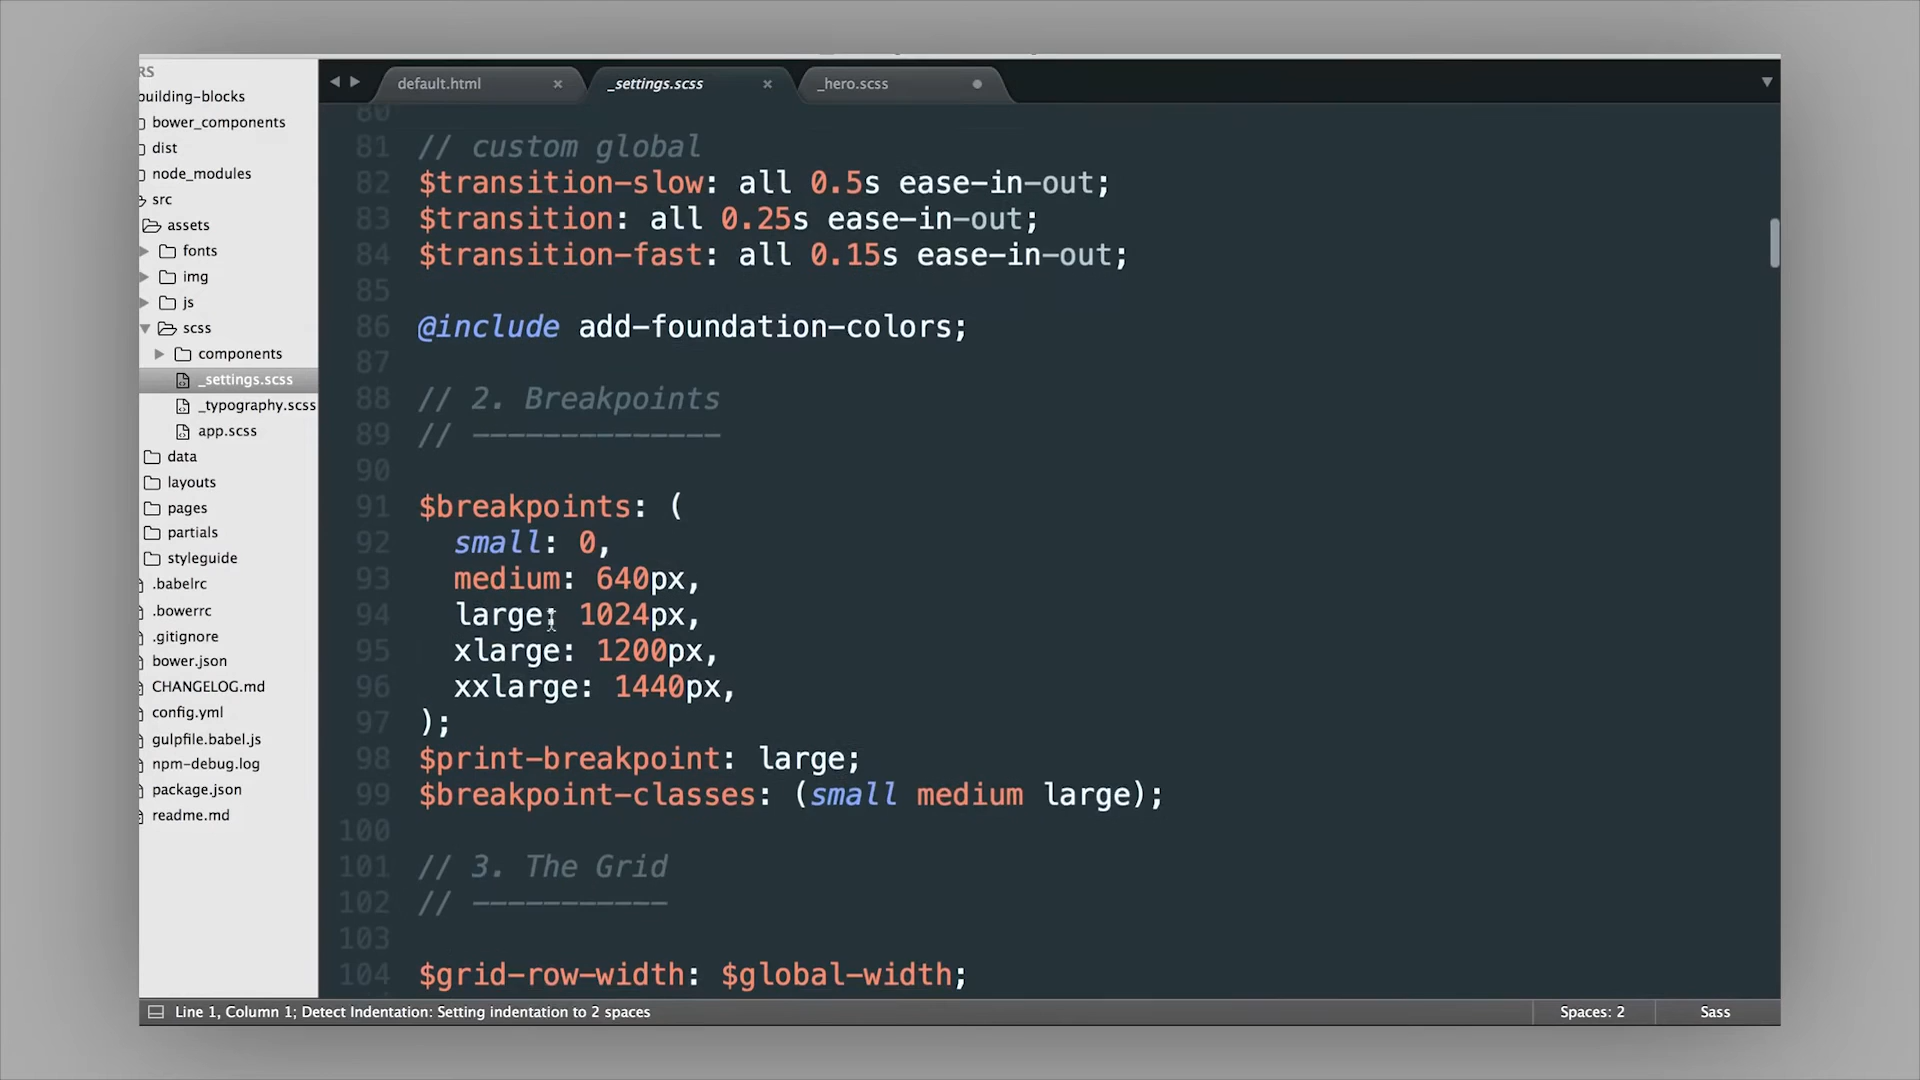 RS
building-blocks
bower_components
dist
node_modules
src
assets
fonts
img
js
scss
components
_settings.scss
_typography.scss
app.scss
data
layouts
pages
partials
styleguide
.babelrc
.bowerrc
.gitignore
bower.json
CHANGELOG.md
config.yml
gulpfile.babel.js
npm-debug.log
package.json
readme.md
default.html
_settings.scss
_hero.scss
80
81 // custom global
82 $transition-slow: all 0.5s ease-in-out;
83 $transition: all 0.25s ease-in-out;
84 $transition-fast: all 0.15s ease-in-out;
85
86 @include add-foundation-colors;
87
88 // 2. Breakpoints
89 // --------------
90
91 $breakpoints: (
92 small: 0,
93 medium: 640px,
94 large: 1024px,
95 xlarge: 1200px,
96 xxlarge: 1440px,
97 );
98 $print-breakpoint: large;
99 $breakpoint-classes: (small medium large);
100
101 // 3. The Grid
102 // -----------
103
104 $grid-row-width: $global-width;
Line 1, Column 1; Detect Indentation: Setting indentation to 2 spaces
Spaces: 2
Sass